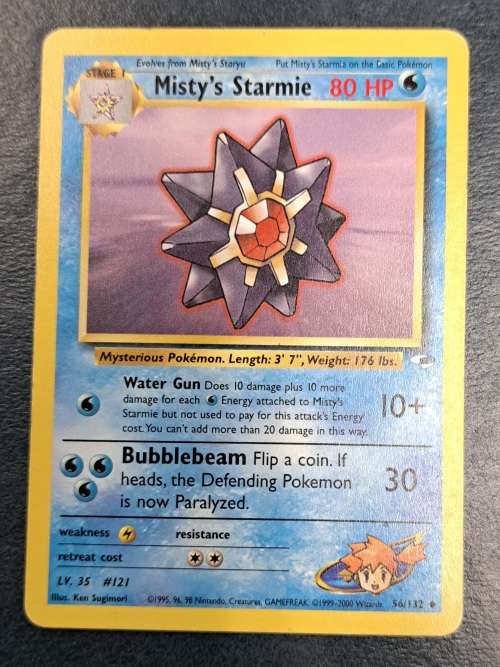 Evolves from Misty's Staryu Put Misty's Starmie on the Basic Pokémon
STAGE 1
Misty's Starmie 80 HP
Mysterious Pokémon. Length: 3' 7", Weight: 176 lbs.
Water Gun Does 10 damage plus 10 more
damage for each Energy attached to Misty's
Starmie but not used to pay for this attack's Energy
cost. You can't add more than 20 damage in this way.
10+
Bubblebeam Flip a coin. If
heads, the Defending Pokémon
is now Paralyzed.
30
weakness resistance
retreat cost
LV. 35 #121
Illus. Ken Sugimori ©1995, 96, 98 Nintendo, Creatures, GAMEFREAK. ©1999-2000 Wizards. 56/132